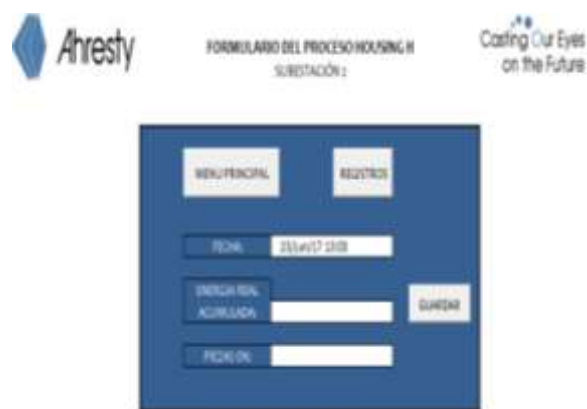 Ahresty
FORMULARIO DEL PROCESO HOUSING H
SUBESTACIÓN 2
Casting Our Eyes
on the Future
MENU PRINCIPAL
REGISTROS
FECHA:
ENERGIA REAL
ACUMULADA:
GUARDAR
PIEZAS OK: